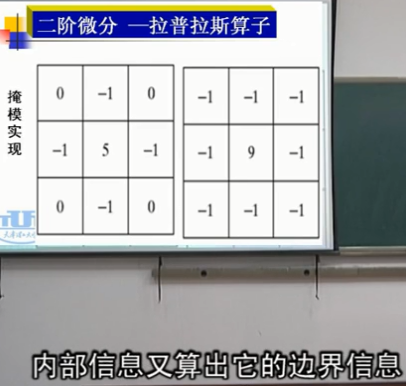 二阶微分 —拉普拉斯算子
掩模实现
0 -1 0
-1 5 -1
0 -1 0
-1 -1 -1
-1 9 -1
-1 -1 -1
内部信息又算出它的边界信息